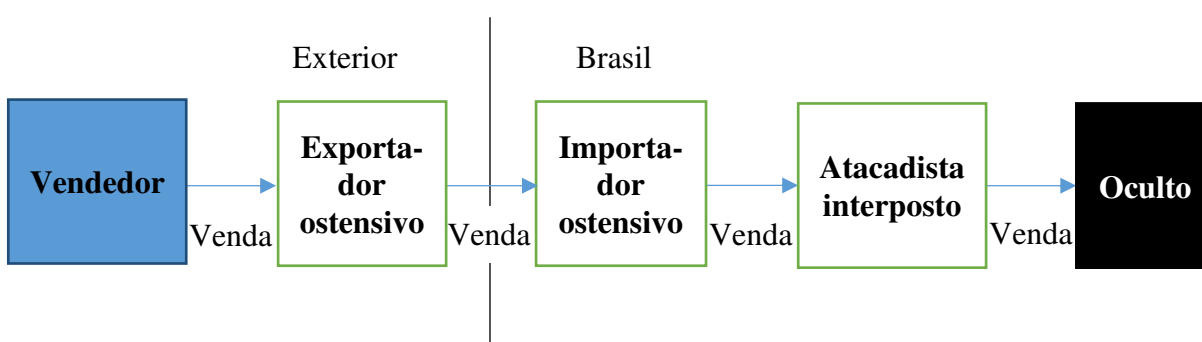 Exterior
Brasil
Vendedor
Venda
Exporta-
dor
ostensivo
Venda
Importa-
dor
ostensivo
Venda
Atacadista
interposto
Venda
Oculto